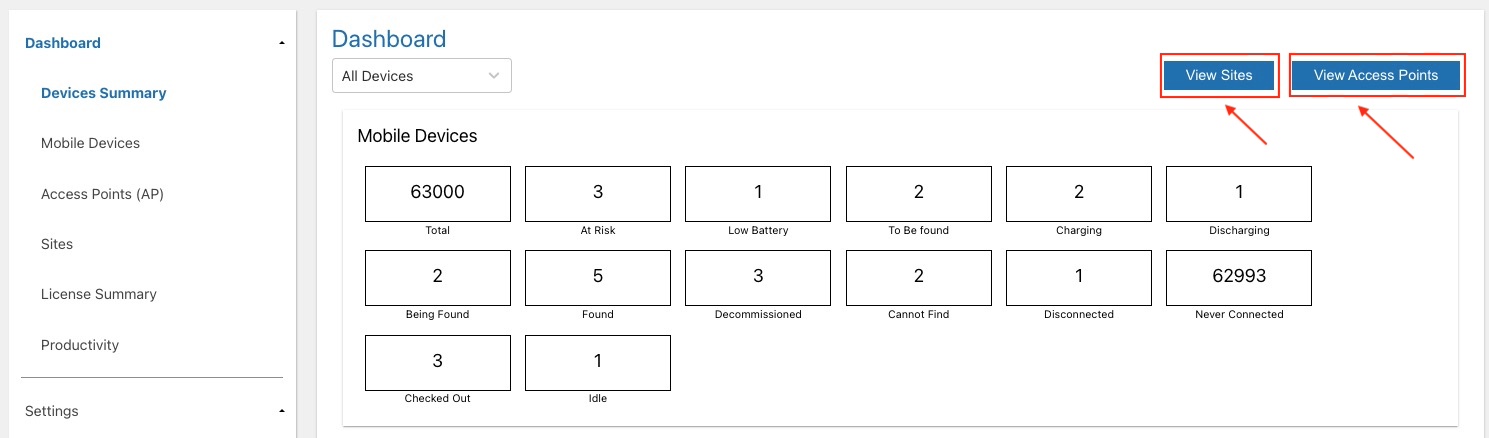 Dashboard
Devices Summary
Mobile Devices
Access Points (AP)
Sites
License Summary
Productivity
Settings
Dashboard
All Devices
View Sites
View Access Points
Mobile Devices
63000 3 1 2 2 1
Total At Risk Low Battery To Be found Charging Discharging
2 5 3 2 1 62993
Being Found Found Decommissioned Cannot Find Disconnected Never Connected
3 1
Checked Out Idle